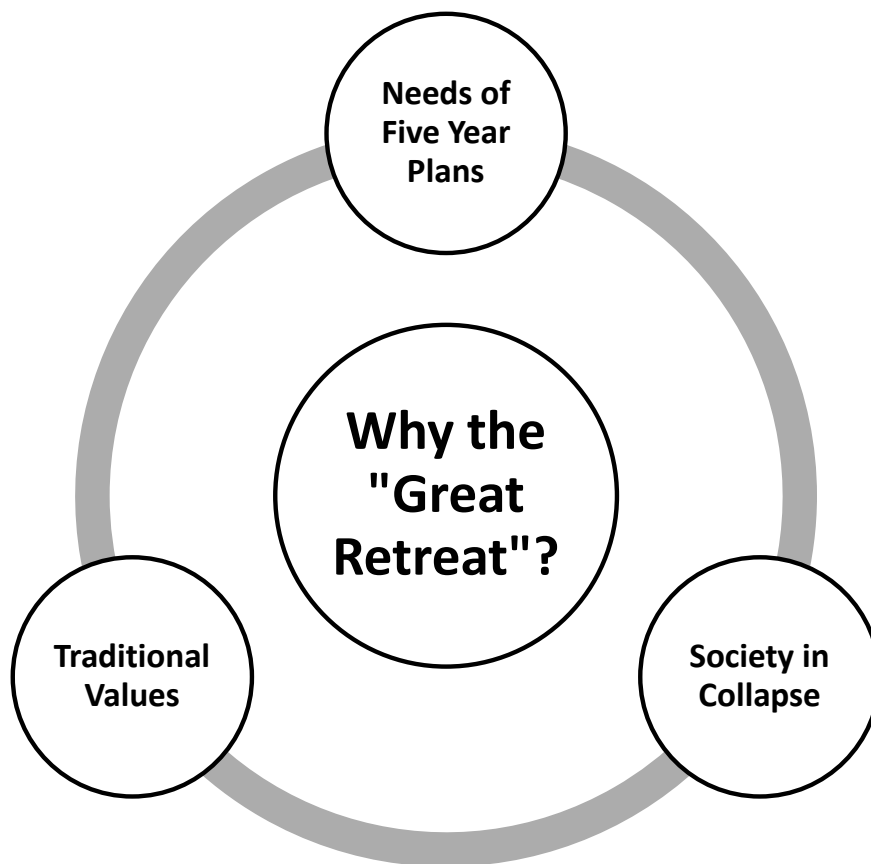 Needs of
Five Year
Plans
Why the
"Great
Retreat"?
Traditional
Values
Society in
Collapse